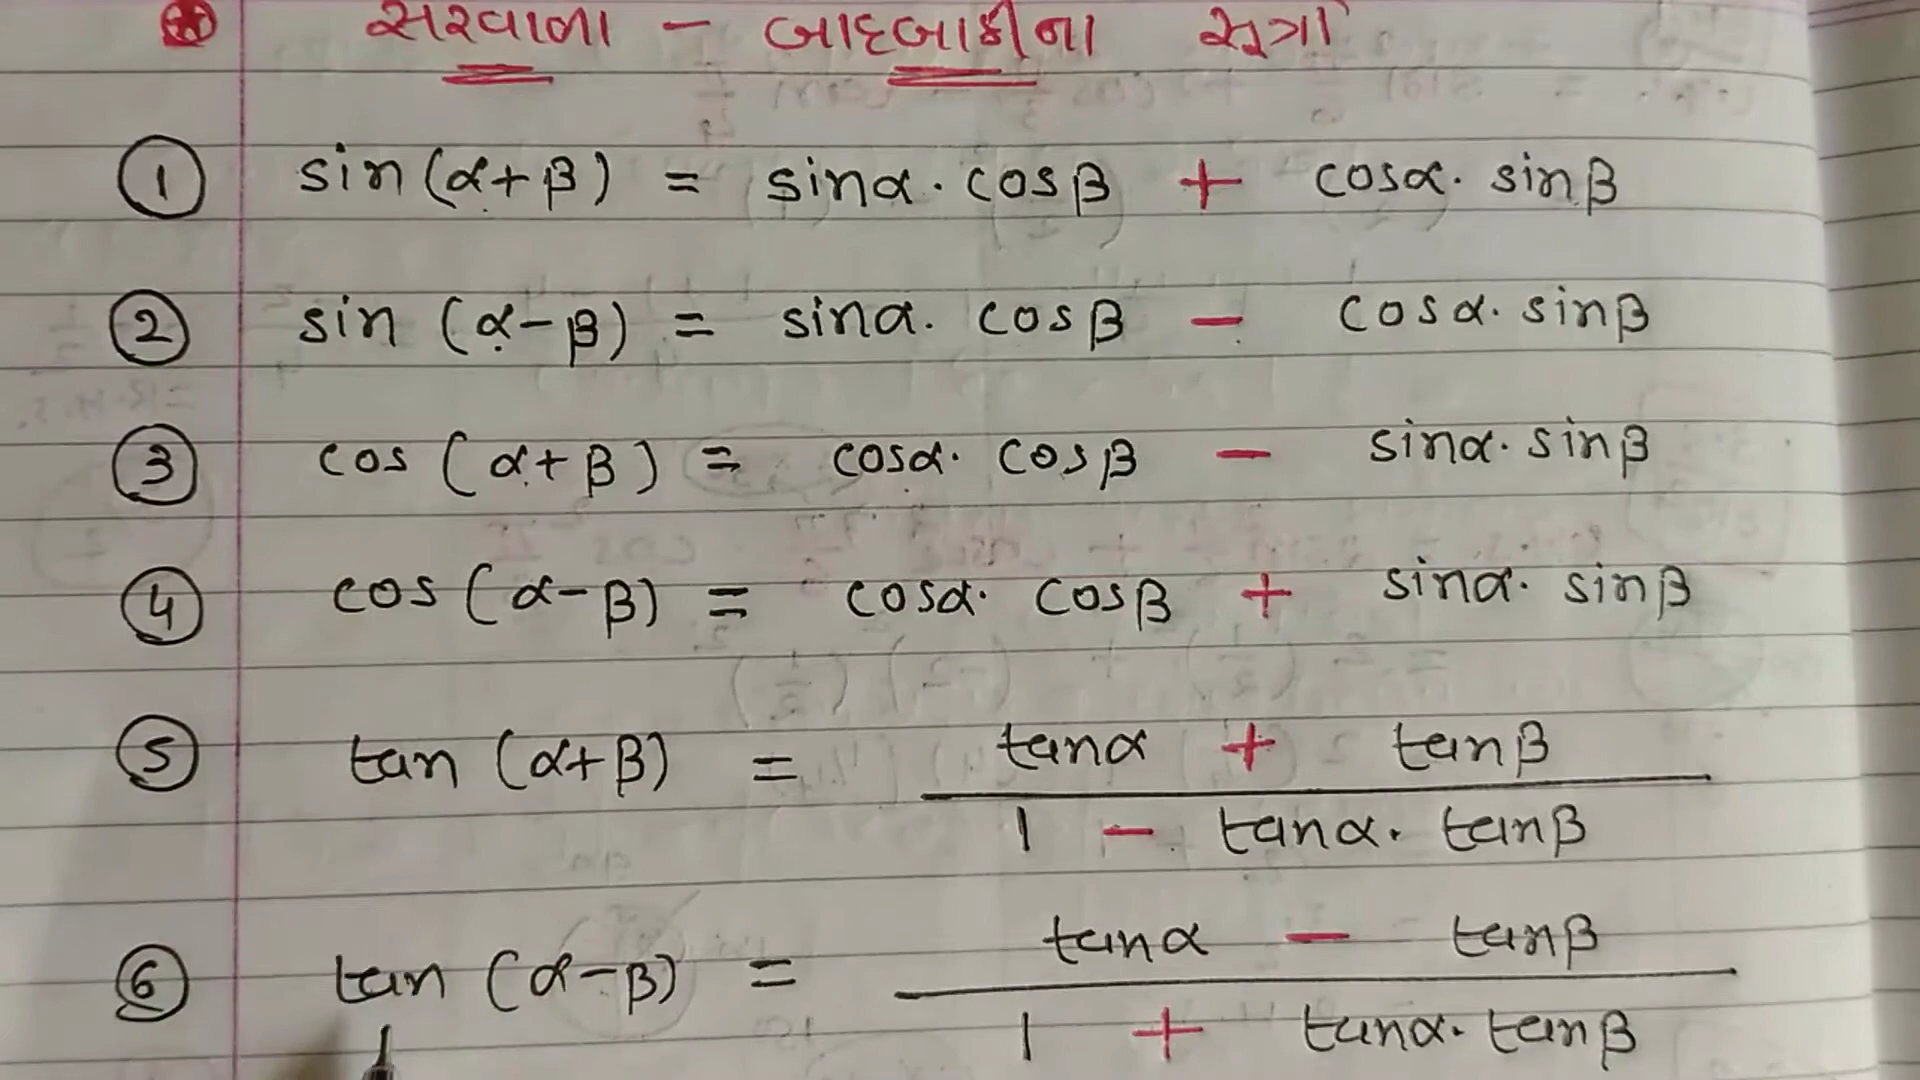 સરવાળા - બાદબાકીના સૂત્રો
① sin(α+β) = sinα. cosβ + cosα. sinβ
② sin (α-β) = sinα. cosβ - cosα. sinβ
③ cos (α+β) = cosα. cosβ - sinα. sinβ
④ cos (α-β) = cosα. cosβ + sinα. sinβ
⑤ tan (α+β) = tanα + tanβ
1 - tanα. tanβ
⑥ tan (α-β) = tanα - tanβ
1 + tanα. tanβ